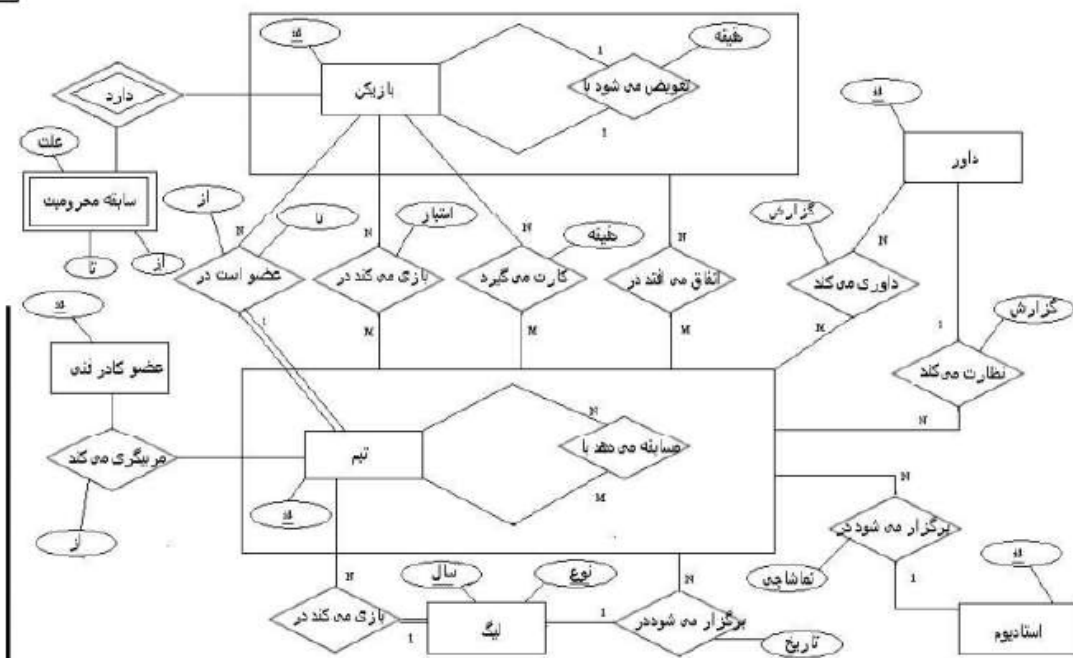 id
دقیقه
بازیکن
تعویض می شود با
1
1
دارد
id
علت
داور
سابقه محرومیت
از
تا
امتیاز
دقیقه
گزارش
تا
از
N
N
N
N
N
عضو است در
بازی می کند در
کارت می گیرد
اتفاق می افتد در
داوری می کند
id
گزارش
1
M
M
M
M
1
عضو کادر فنی
نظارت می کند
N
N
مسابقه می دهد با
تیم
مربیگری می کند
M
N
id
برگزار می شود در
از
id
نوع
سال
تماشاچی
N
N
1
بازی می کند در
1
لیگ
1
برگزار می شوددر
استادیوم
تاریخ